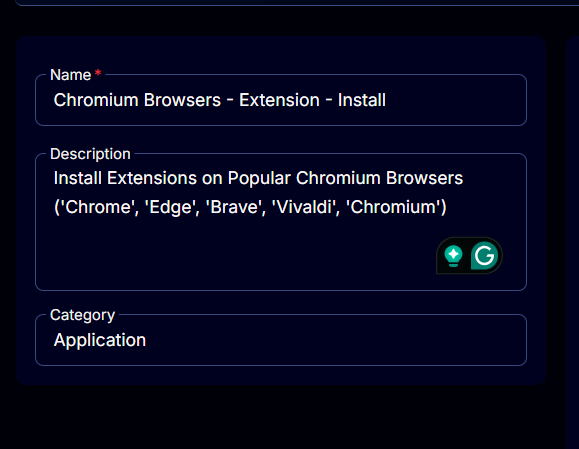 Name *
Chromium Browsers - Extension - Install
Description
Install Extensions on Popular Chromium Browsers
('Chrome', 'Edge', 'Brave', 'Vivaldi', 'Chromium')
Category
Application